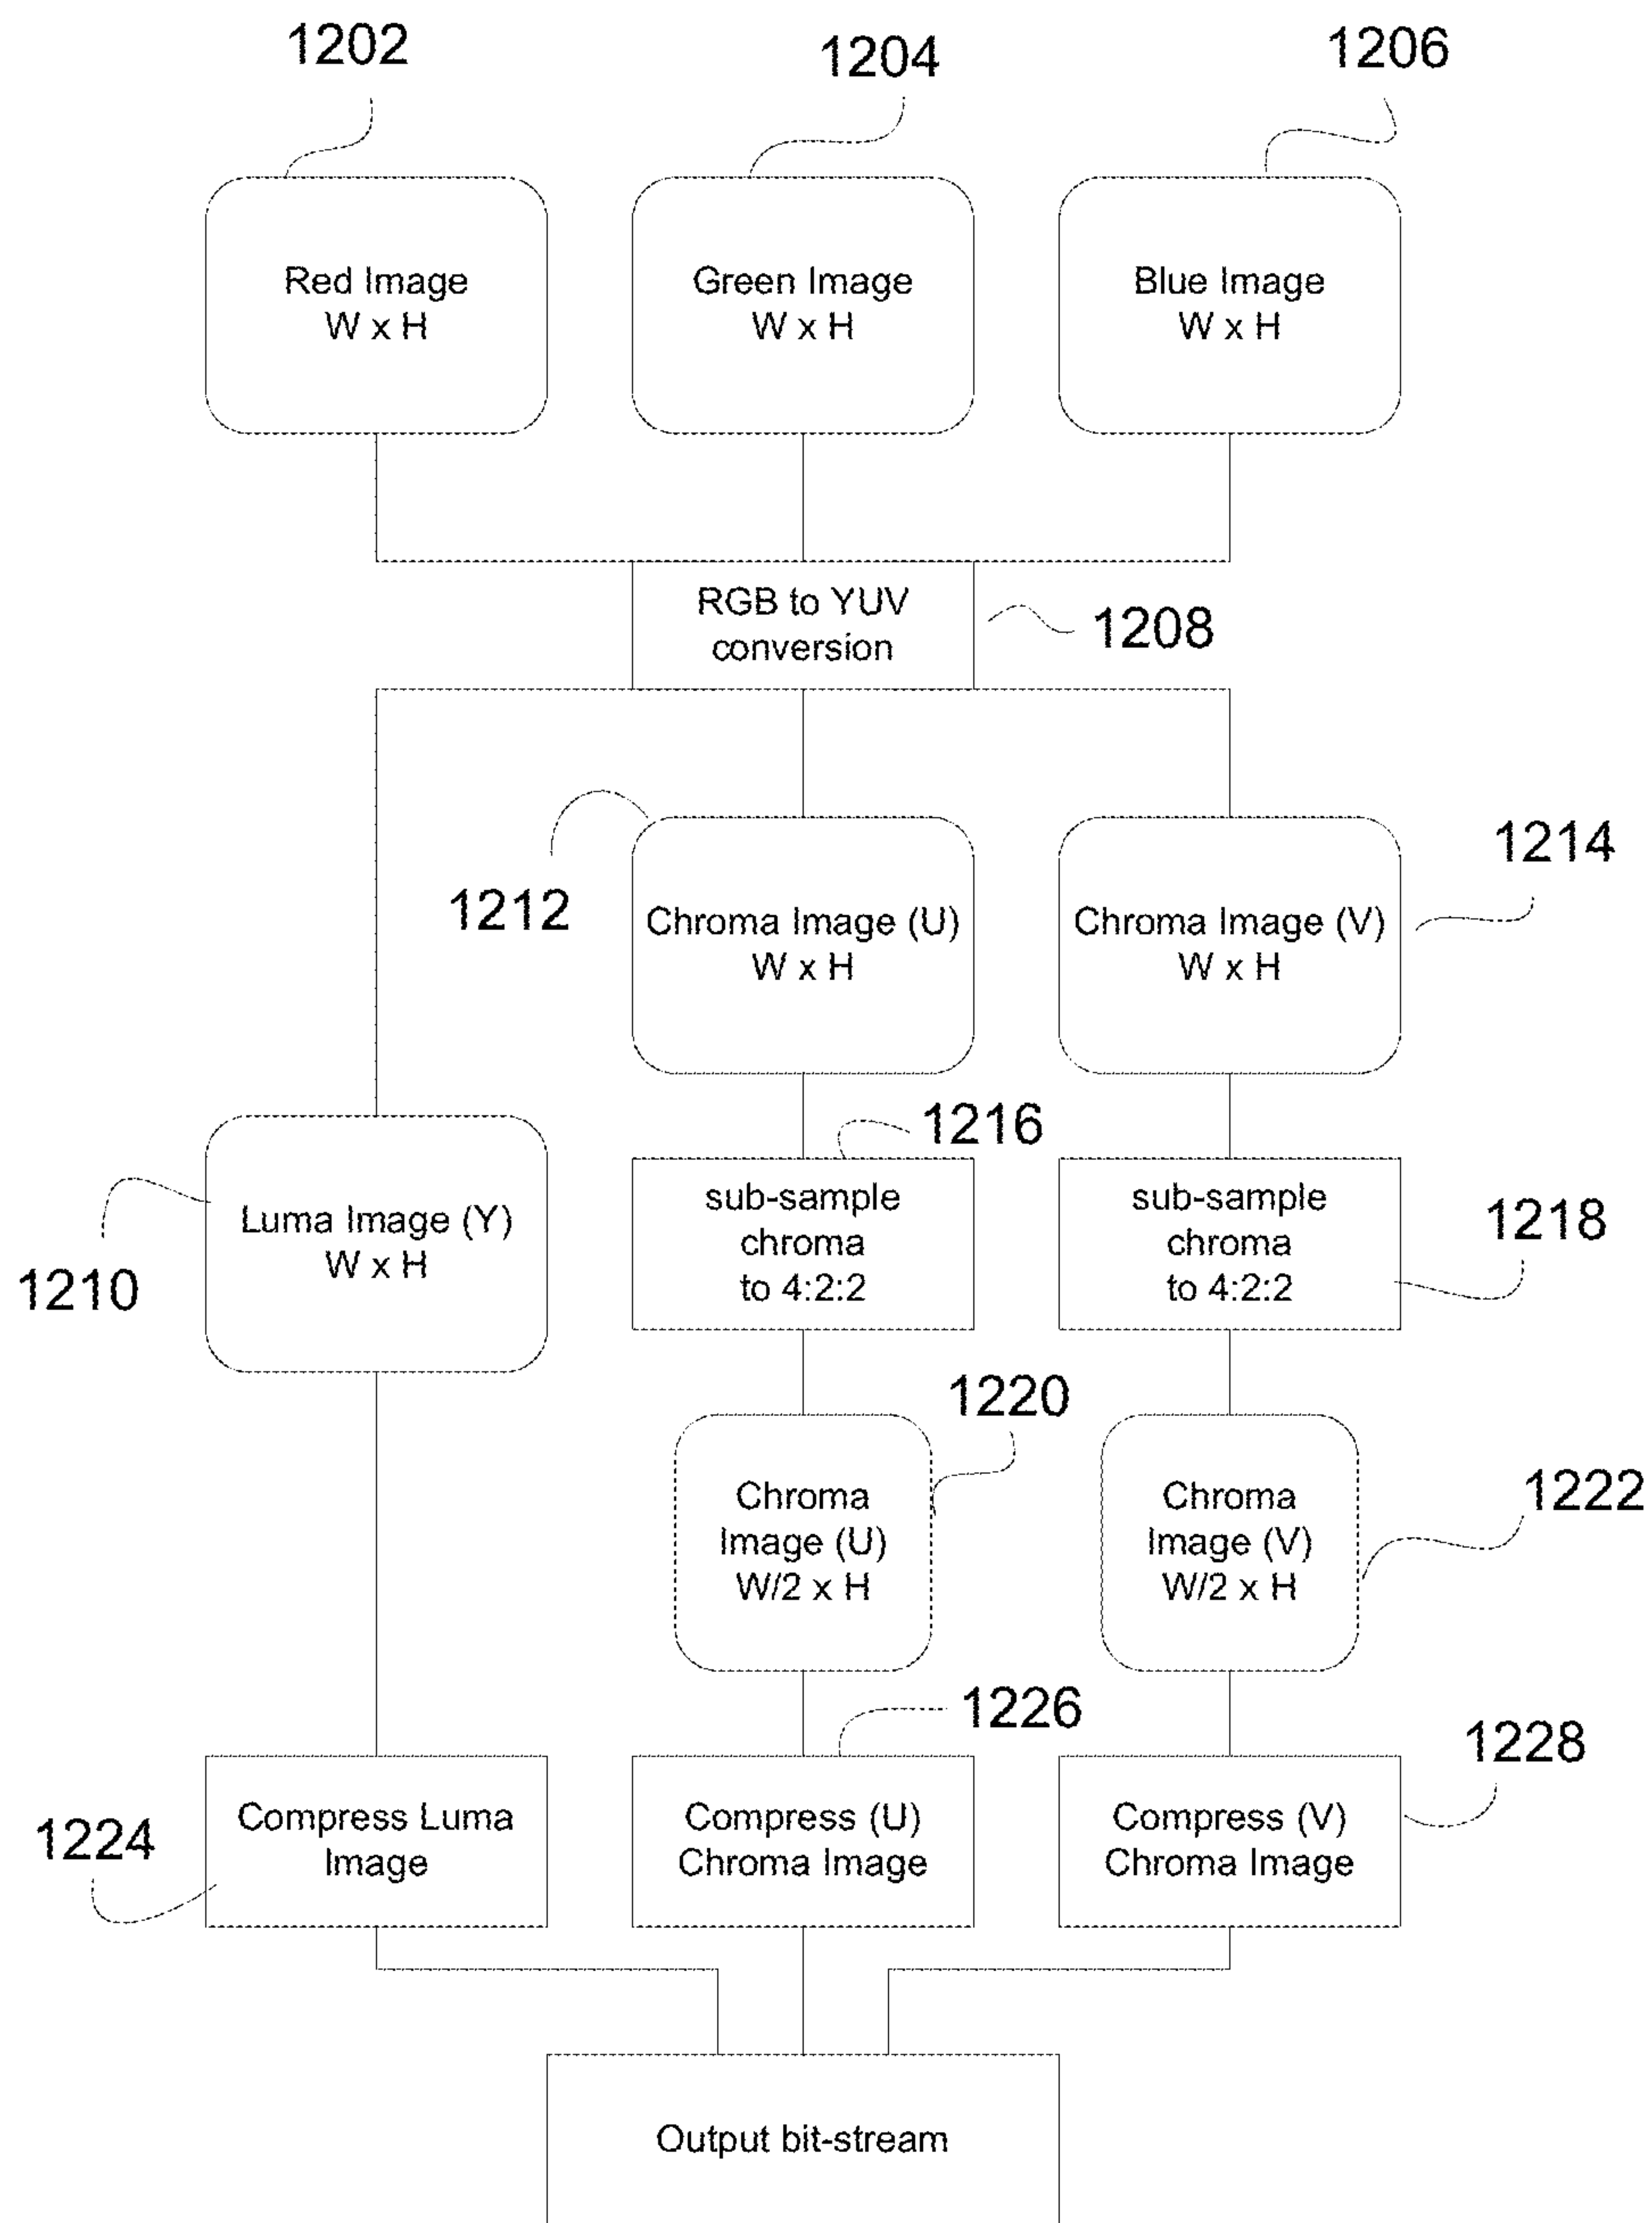 1202
1204
1206
Red Image
W x H
Green Image
W x H
Blue Image
W x H
RGB to YUV
conversion
1208
1212
Chroma Image (U)
W x H
Chroma Image (V)
W x H
1214
1210
Luma Image (Y)
W x H
1216
sub-sample
chroma
to 4:2:2
sub-sample
chroma
to 4:2:2
1218
1220
Chroma
Image (U)
W/2 x H
Chroma
Image (V)
W/2 x H
1222
1224
Compress Luma
Image
1226
Compress (U)
Chroma Image
Compress (V)
Chroma Image
1228
Output bit-stream